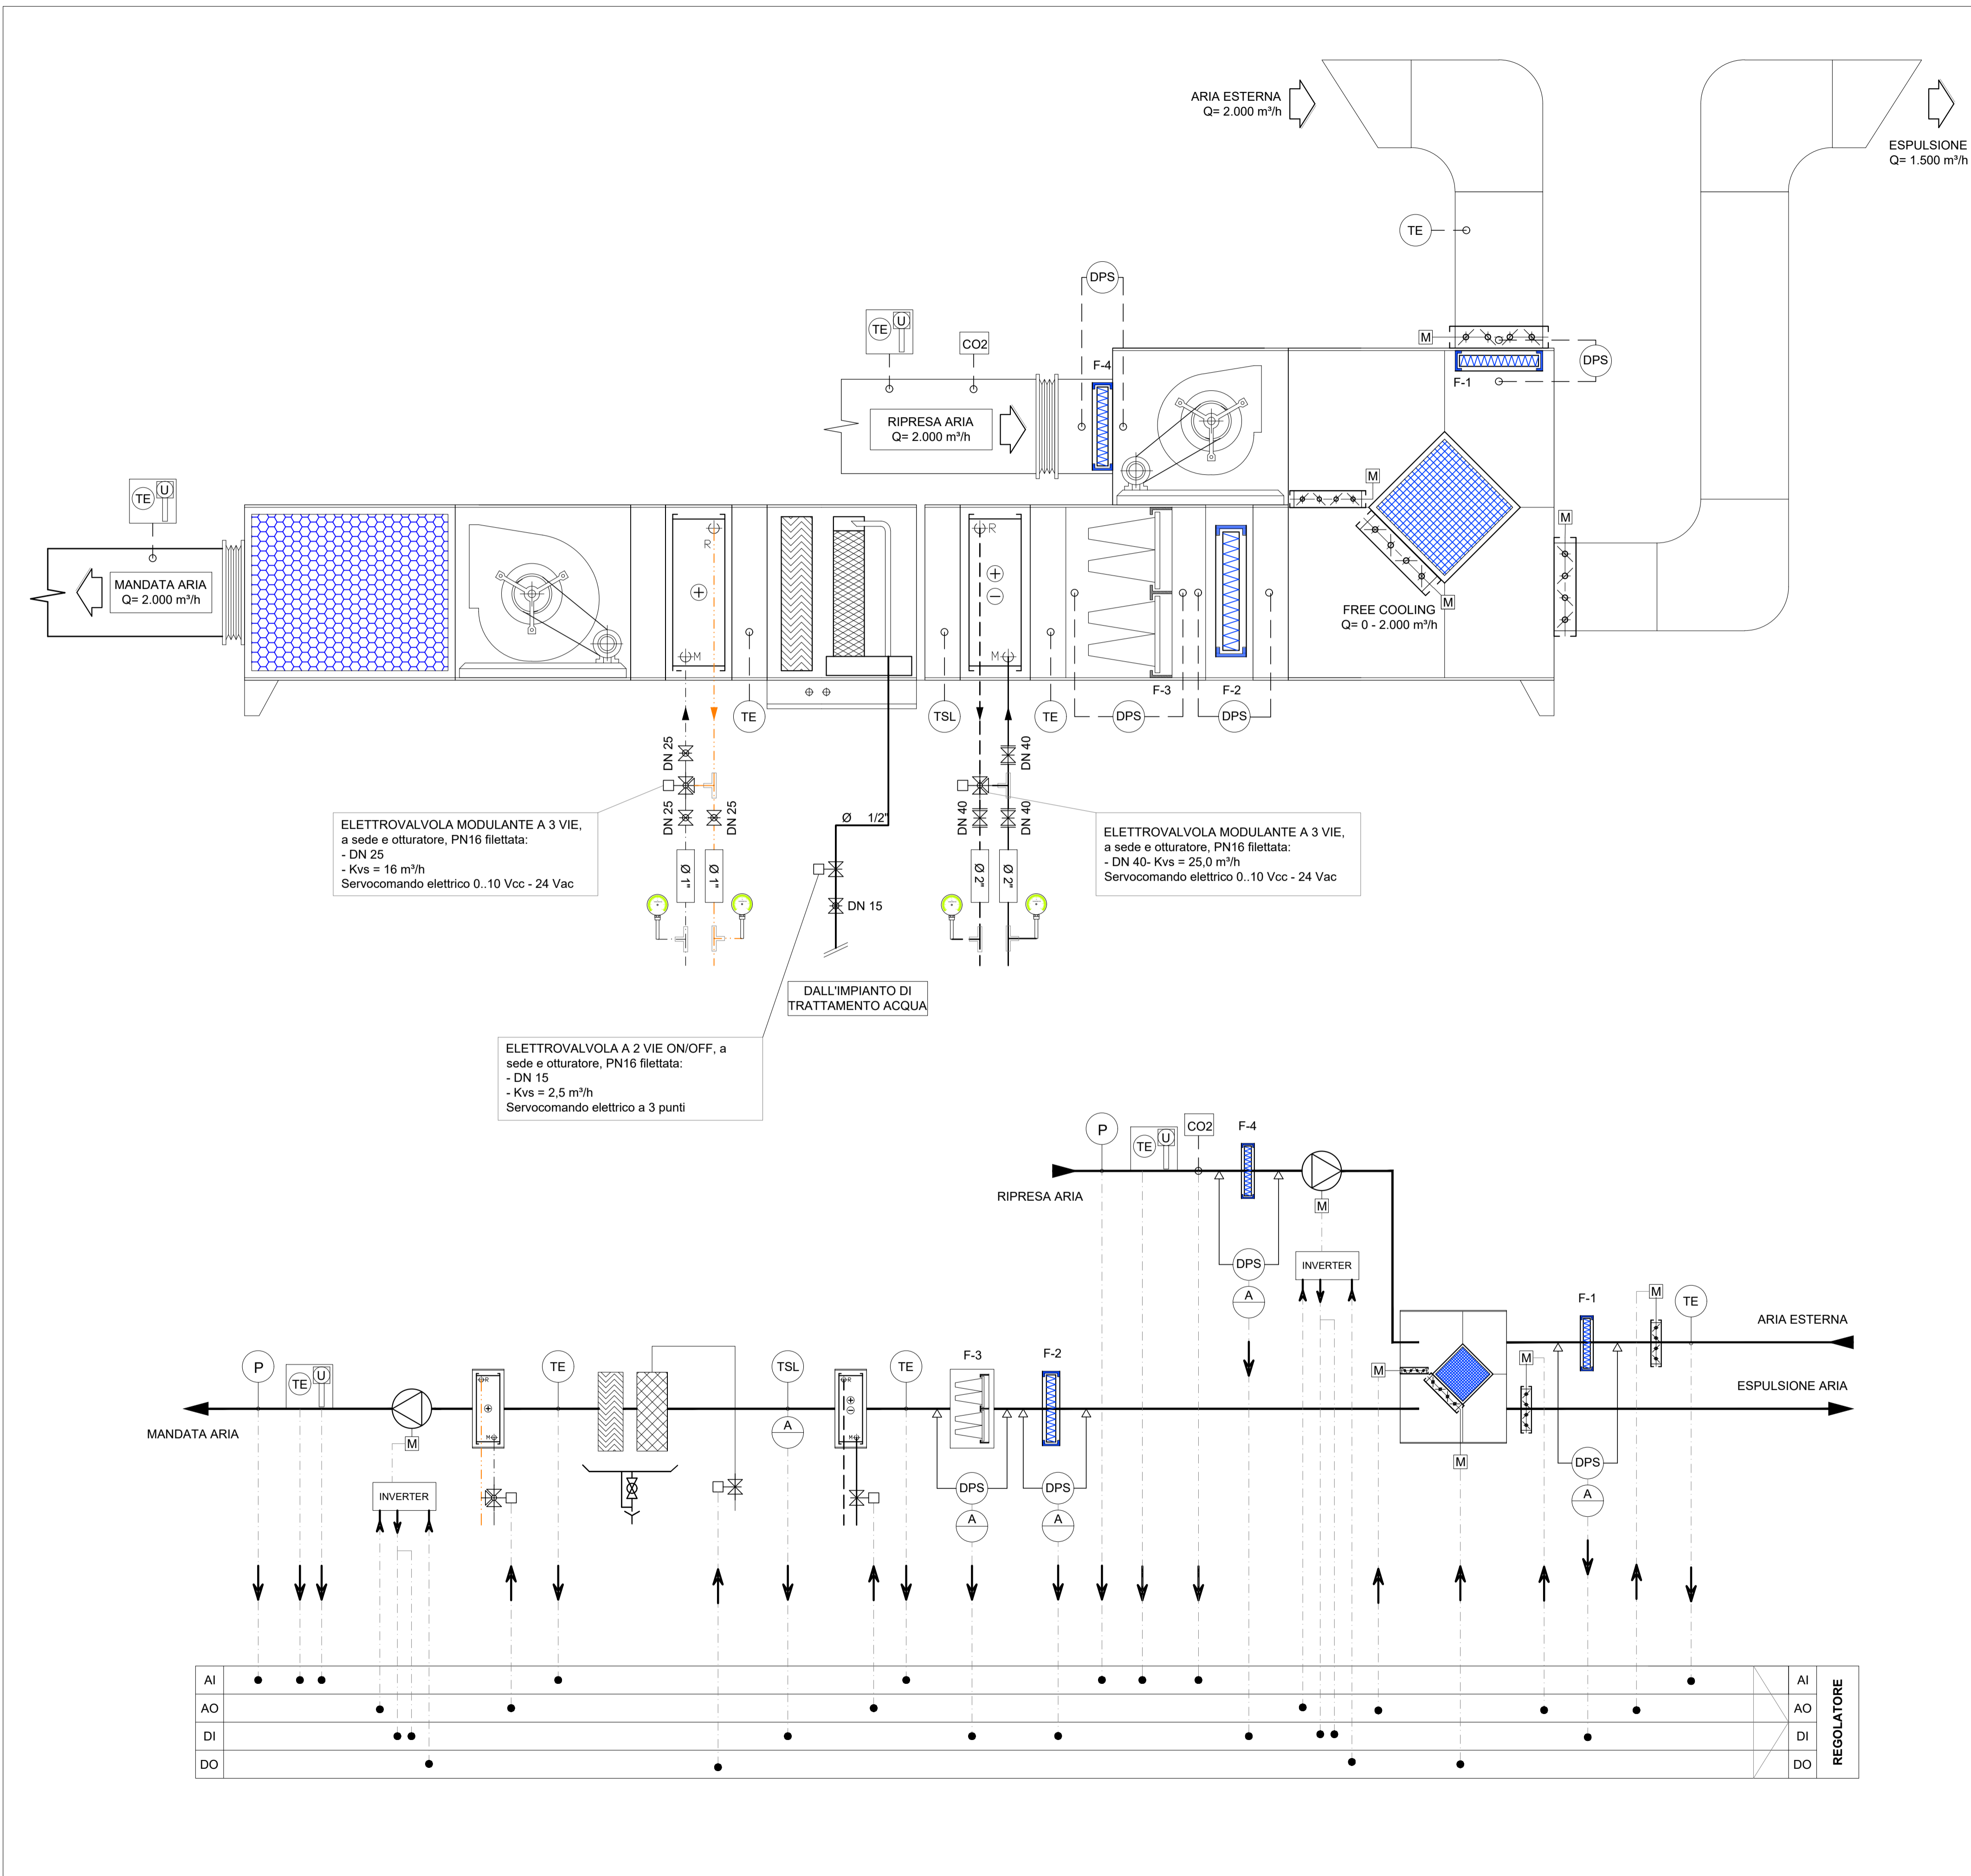 ARIA ESTERNA
Q= 2.000 m³/h
ESPULSIONE
Q= 1.500 m³/h
TE
DPS
TE
U
CO2
M
DPS
F-4
F-1
RIPRESA ARIA
Q= 2.000 m³/h
M
TE
U
R
R
M
MANDATA ARIA
Q= 2.000 m³/h
M
FREE COOLING
Q= 0 - 2.000 m³/h
M
M
F-3
F-2
TE
TSL
TE
DPS
DPS
DN 25
DN 40
DN 25
DN 25
DN 40
DN 40
Ø 1/2"
ELETTROVALVOLA MODULANTE A 3 VIE,
a sede e otturatore, PN16 filettata:
- DN 25
- Kvs = 16 m³/h
Servocomando elettrico 0..10 Vcc - 24 Vac
ELETTROVALVOLA MODULANTE A 3 VIE,
a sede e otturatore, PN16 filettata:
- DN 40- Kvs = 25,0 m³/h
Servocomando elettrico 0..10 Vcc - 24 Vac
Ø 1"
Ø 1"
Ø 2"
Ø 2"
DN 15
DALL'IMPIANTO DI
TRATTAMENTO ACQUA
ELETTROVALVOLA A 2 VIE ON/OFF, a
sede e otturatore, PN16 filettata:
- DN 15
- Kvs = 2,5 m³/h
Servocomando elettrico a 3 punti
P
TE
U
CO2
F-4
RIPRESA ARIA
M
DPS
INVERTER
A
F-1
M
TE
ARIA ESTERNA
P
TE
U
TE
TSL
TE
F-3
F-2
M
M
R
R
ESPULSIONE ARIA
MANDATA ARIA
A
M
M
M
M
DPS
INVERTER
DPS
DPS
A
A
A
AI
AI
AO
AO
DI
DI
DO
DO
REGOLATORE